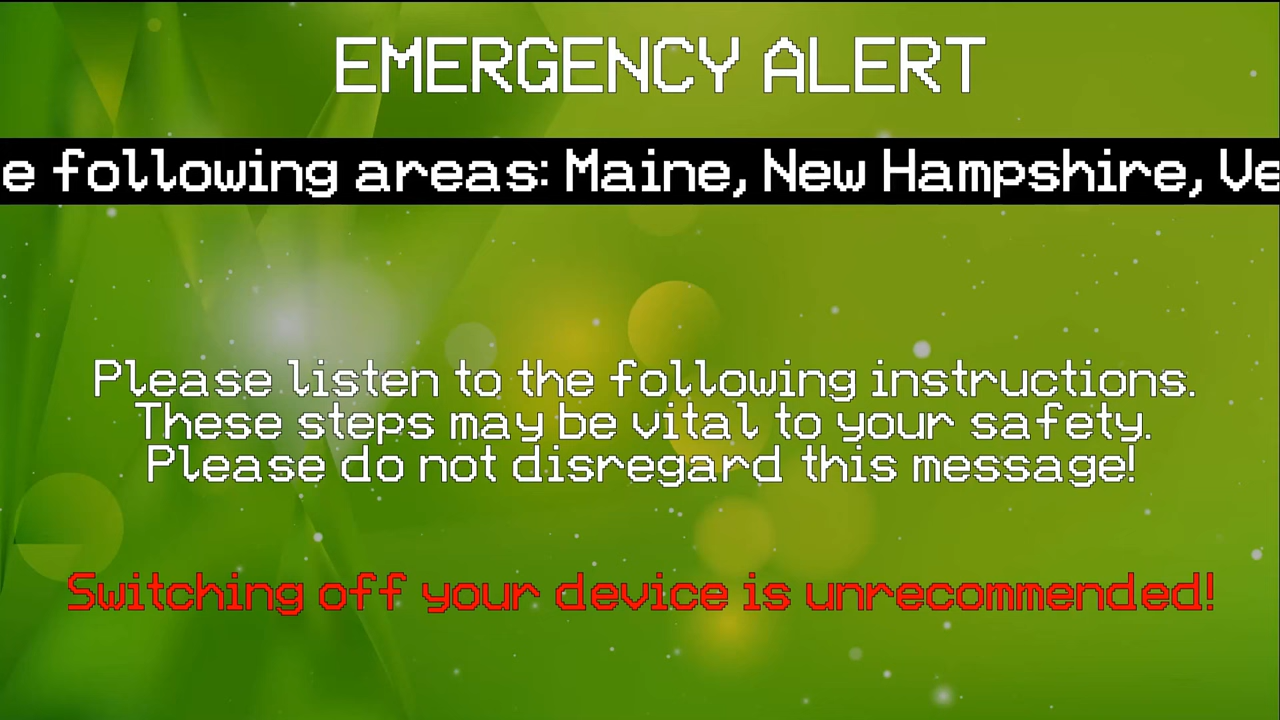 EMERGENCY ALERT
e following areas: Maine, New Hampshire, Ve
Please listen to the following instructions.
These steps may be vital to your safety.
Please do not disregard this message!
Switching off your device is unrecommended!